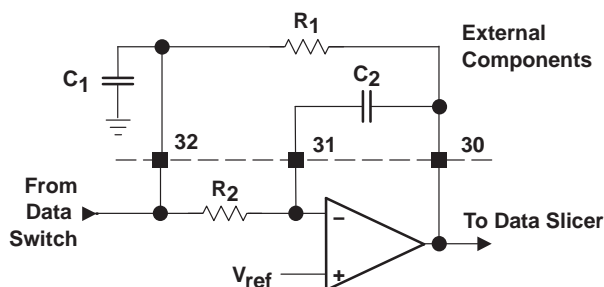 R1
External
Components
C1
C2
32
31
30
From
Data
Switch
R2
−
To Data Slicer
Vref
+